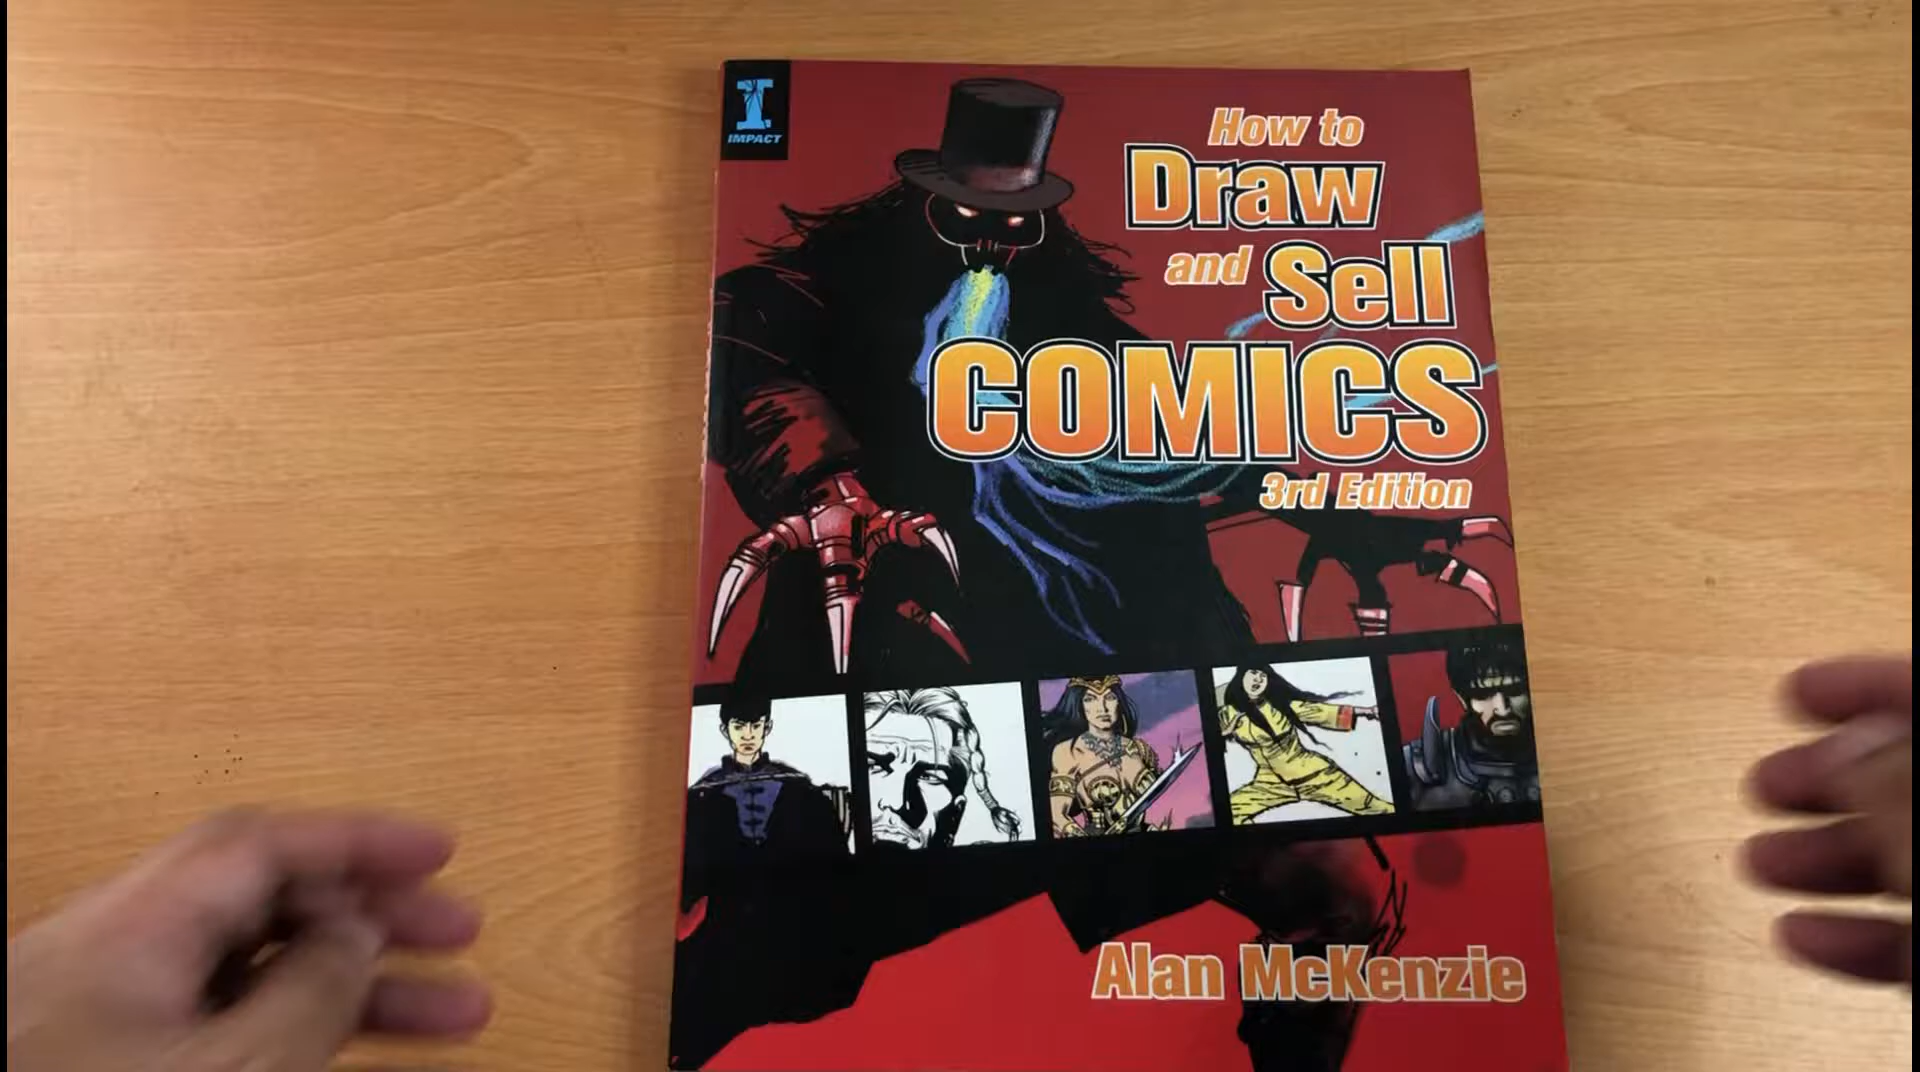 I
IMPACT
How to
Draw
and Sell
COMICS
3rd Edition
Alan McKenzie